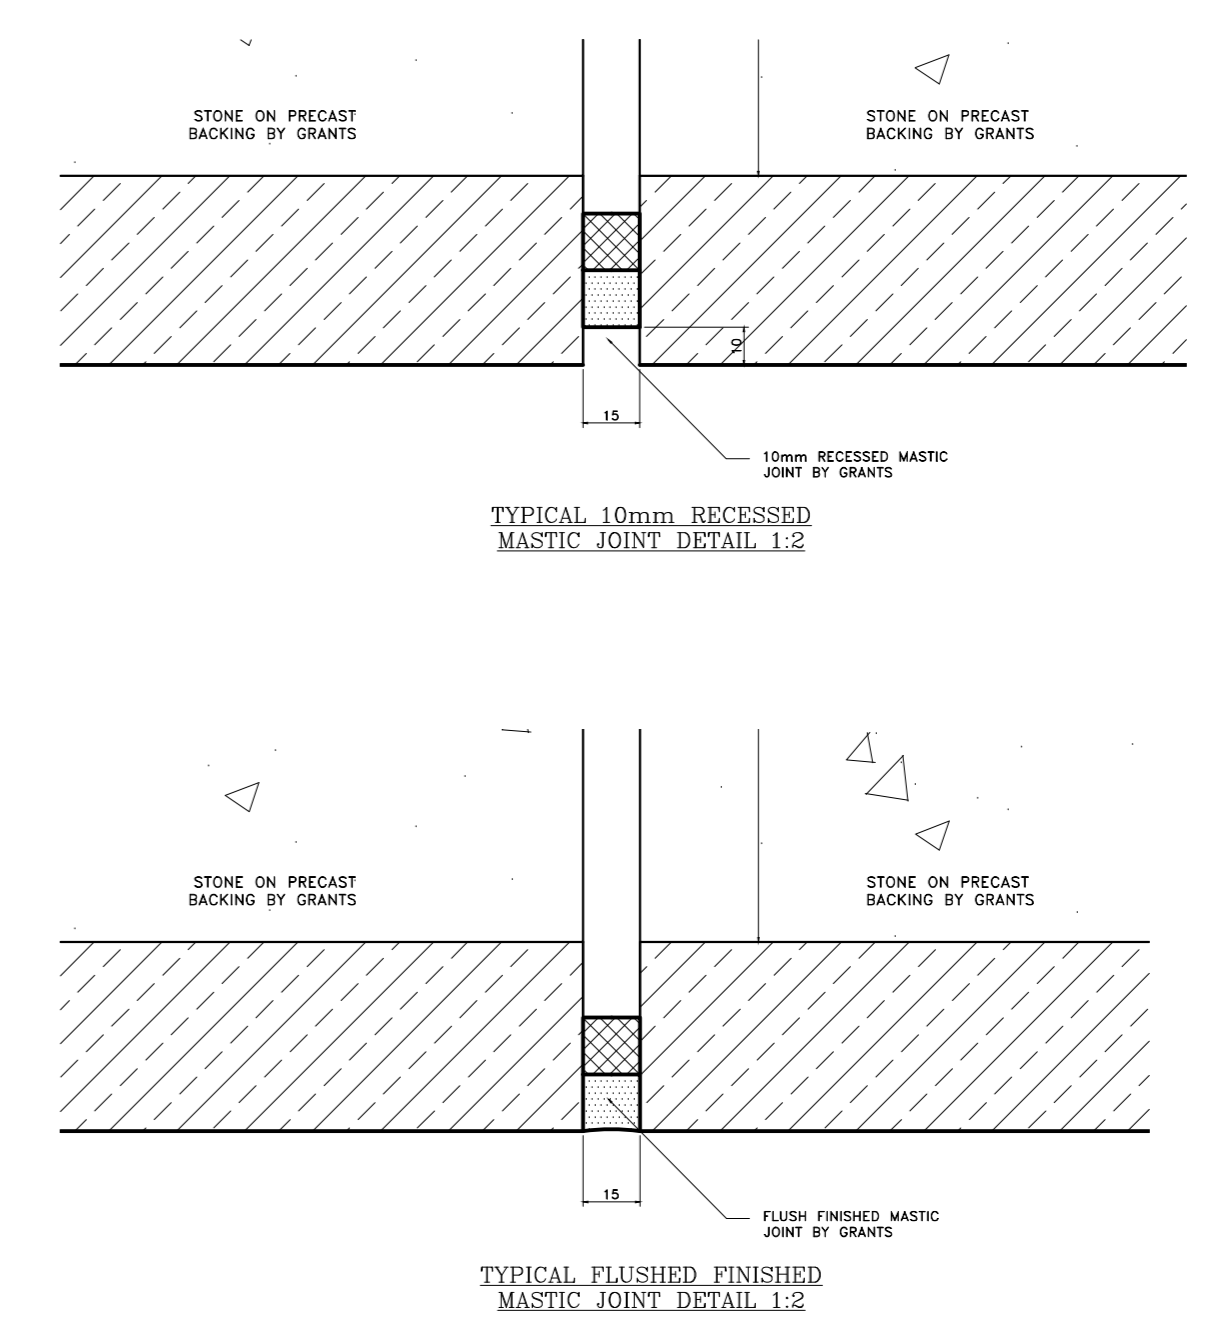 STONE ON PRECAST
BACKING BY GRANTS
STONE ON PRECAST
BACKING BY GRANTS
10
15
10mm RECESSED MASTIC
JOINT BY GRANTS
TYPICAL 10mm RECESSED
MASTIC JOINT DETAIL 1:2
STONE ON PRECAST
BACKING BY GRANTS
STONE ON PRECAST
BACKING BY GRANTS
15
FLUSH FINISHED MASTIC
JOINT BY GRANTS
TYPICAL FLUSHED FINISHED
MASTIC JOINT DETAIL 1:2